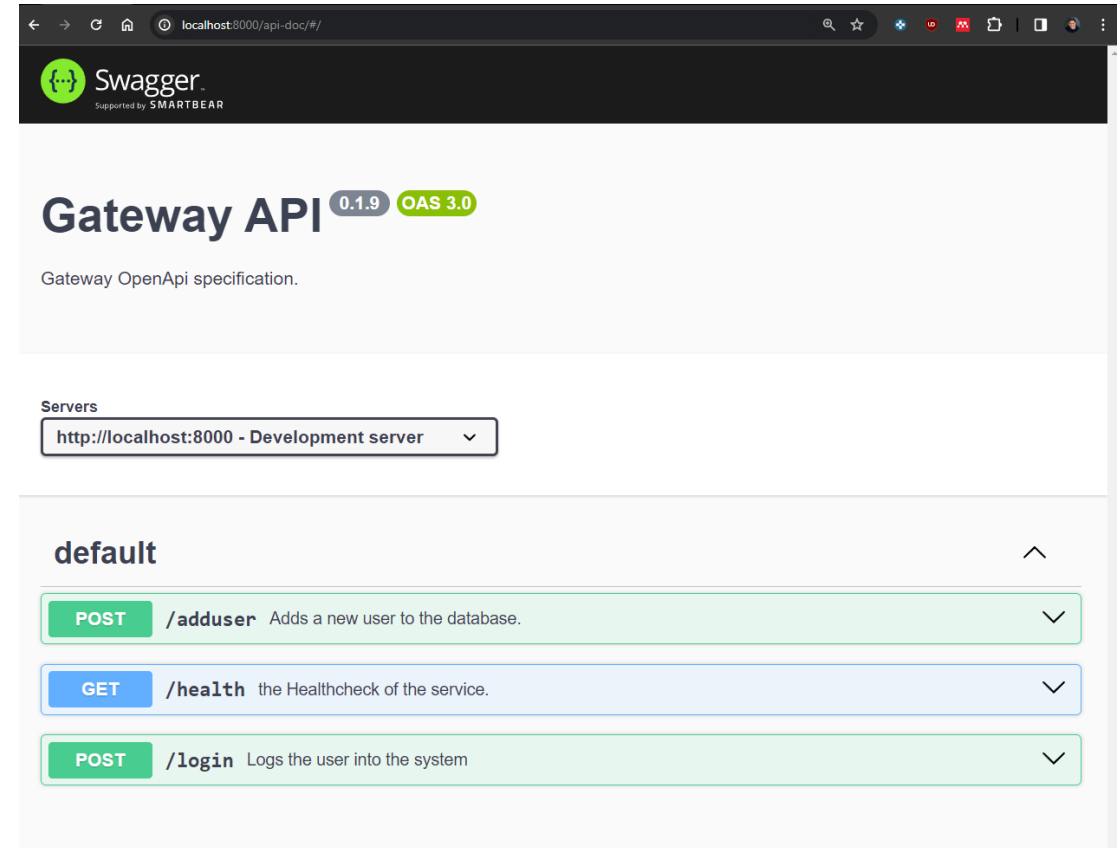 localhost:8000/api-doc/#/
{···} Swagger.
Supported by SMARTBEAR
Gateway API 0.1.9 OAS 3.0
Gateway OpenApi specification.
Servers
http://localhost:8000 - Development server
default
POST /adduser Adds a new user to the database.
GET /health the Healthcheck of the service.
POST /login Logs the user into the system